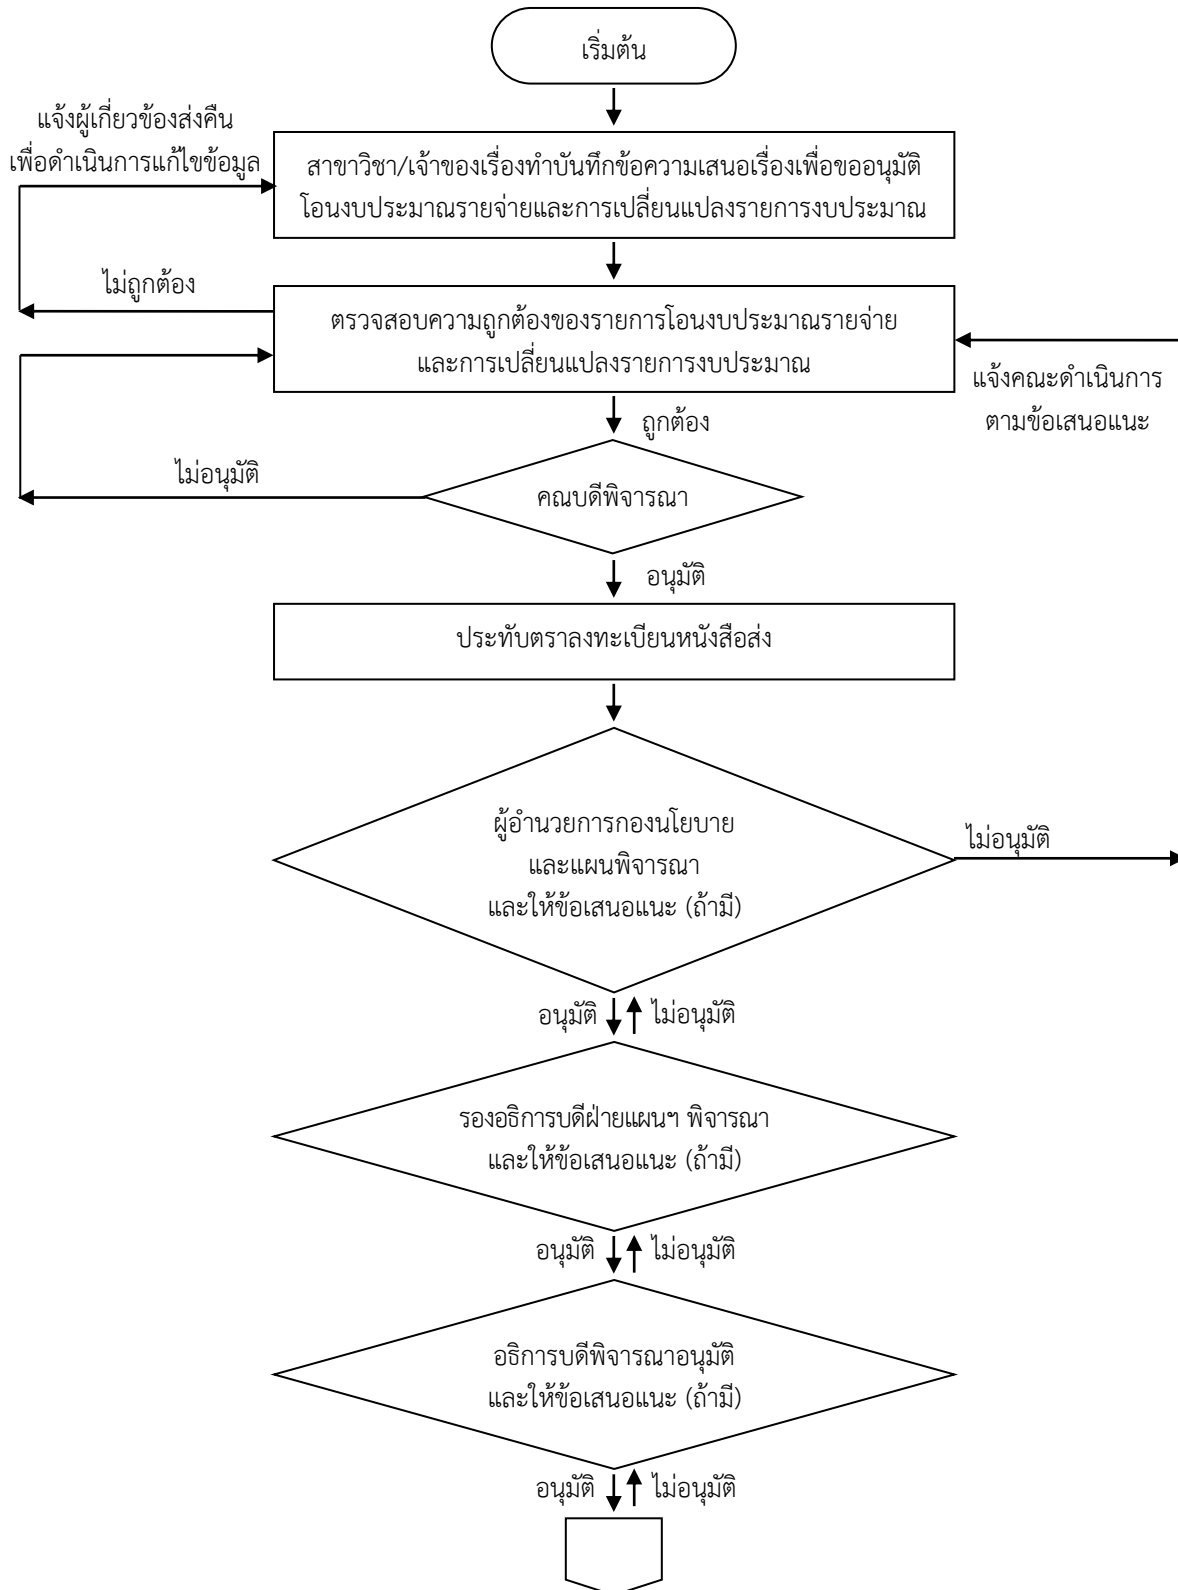 เริ่มต้น
แจ้งผู้เกี่ยวข้องส่งคืน
เพื่อดำเนินการแก้ไขข้อมูล
สาขาวิชา/เจ้าของเรื่องทำบันทึกข้อความเสนอเรื่องเพื่อขออนุมัติ
โอนงบประมาณรายจ่ายและการเปลี่ยนแปลงรายการงบประมาณ
ไม่ถูกต้อง
ตรวจสอบความถูกต้องของรายการโอนงบประมาณรายจ่าย
และการเปลี่ยนแปลงรายการงบประมาณ
แจ้งคณะดำเนินการ
ตามข้อเสนอแนะ
ถูกต้อง
ไม่อนุมัติ
คณบดีพิจารณา
อนุมัติ
ประทับตราลงทะเบียนหนังสือส่ง
ผู้อำนวยการกองนโยบาย
และแผนพิจารณา
และให้ข้อเสนอแนะ (ถ้ามี)
ไม่อนุมัติ
อนุมัติ ไม่อนุมัติ
รองอธิการบดีฝ่ายแผนฯ พิจารณา
และให้ข้อเสนอแนะ (ถ้ามี)
อนุมัติ ไม่อนุมัติ
อธิการบดีพิจารณาอนุมัติ
และให้ข้อเสนอแนะ (ถ้ามี)
อนุมัติ ไม่อนุมัติ